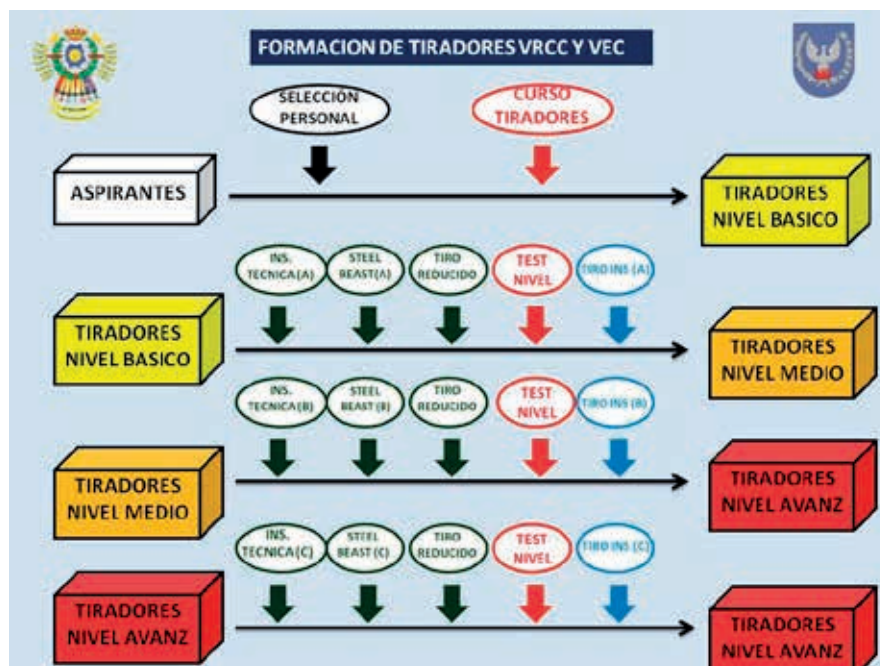 FORMACION DE TIRADORES VRCC Y VEC
SELECCIÓN
PERSONAL
CURSO
TIRADORES
ASPIRANTES
TIRADORES
NIVEL BASICO
INS.
TECNICA(A)
STEEL
BEAST(A)
TIRO
REDUCIDO
TEST
NIVEL
TIRO INS (A)
TIRADORES
NIVEL BASICO
TIRADORES
NIVEL MEDIO
INS.
TECNICA(B)
STEEL
BEAST (B)
TIRO
REDUCIDO
TEST
NIVEL
TIRO INS (B)
TIRADORES
NIVEL MEDIO
TIRADORES
NIVEL AVANZ
INS.
TECNICA(C)
STEEL
BEAST (C)
TIRO
REDUCIDO
TEST
NIVEL
TIRO INS (C)
TIRADORES
NIVEL AVANZ
TIRADORES
NIVEL AVANZ